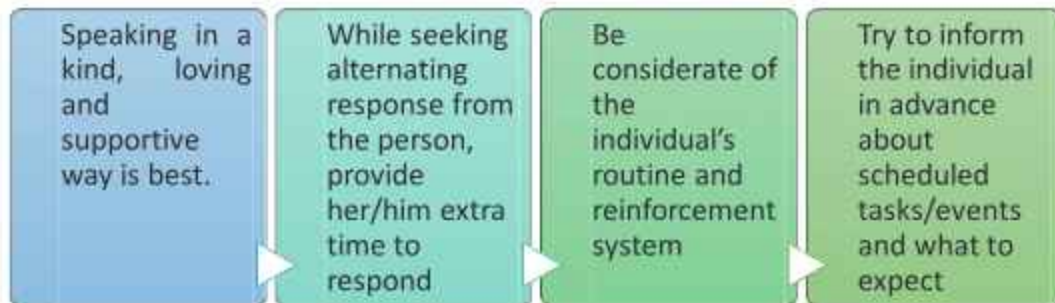 Speaking in a
kind, loving
and
supportive
way is best.
While seeking
alternating
response from
the person,
provide
her/him extra
time to
respond
Be
considerate of
the
individual's
routine and
reinforcement
system
Try to inform
the individual
in advance
about
scheduled
tasks/events
and what to
expect